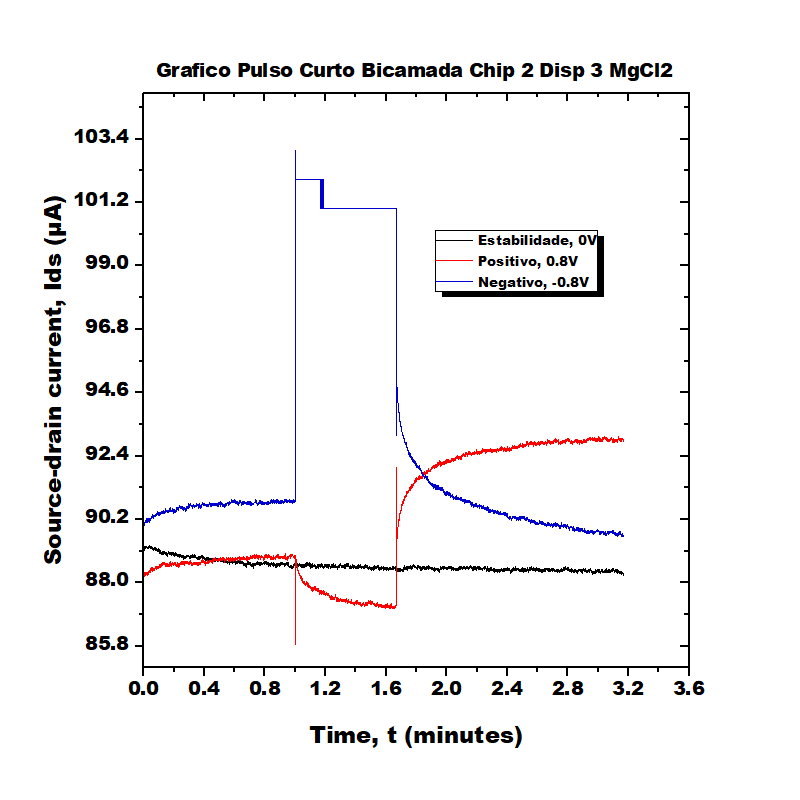 Grafico Pulso Curto Bicamada Chip 2 Disp 3 MgCl2
103.4
101.2
99.0
96.8
94.6
92.4
90.2
88.0
85.8
Source-drain current, Ids (µA)
Estabilidade, 0V
Positivo, 0.8V
Negativo, -0.8V
0.0 0.4 0.8 1.2 1.6 2.0 2.4 2.8 3.2 3.6
Time, t (minutes)